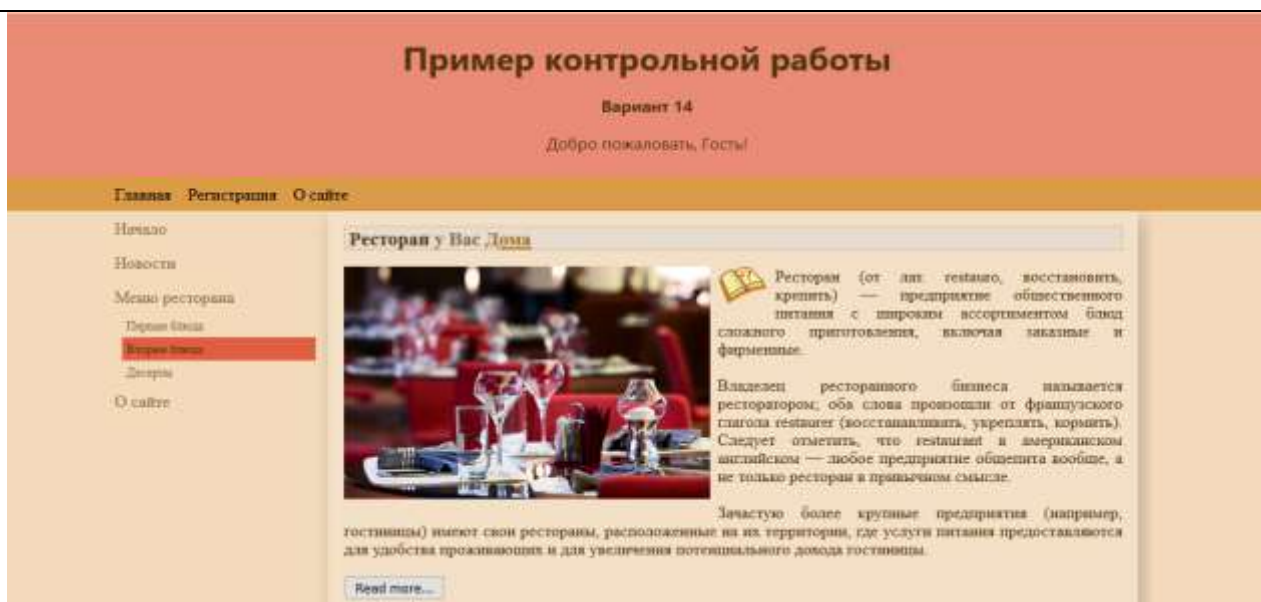 Пример контрольной работы
Вариант 14
Добро пожаловать, Гость!
Главная Регистрация О сайте
Начало
Новости
Меню ресторана
Первые блюда
Вторые блюда
Десерты
О сайте
Ресторан у Вас Дома
Ресторан (от лат. restauro, восстановить,
крепить) — предприятие общественного
питания с широким ассортиментом блюд
сложного приготовления, включая заказные и
фирменные.
Владелец ресторанного бизнеса называется
ресторатором; оба слова произошли от французского
глагола restaurer (восстанавливать, укреплять, кормить).
Следует отметить, что restaurant в американском
английском — любое предприятие общепита вообще, а
не только ресторан в привычном смысле.
Зачастую более крупные предприятия (например,
гостиницы) имеют свои рестораны, расположенные на их территории, где услуги питания предоставляются
для удобства проживающих и для увеличения потенциального дохода гостиницы.
Read more...